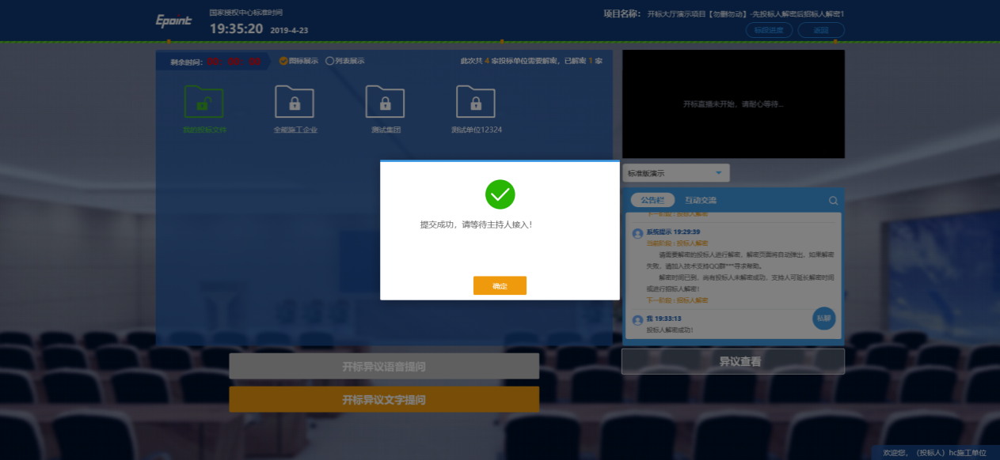 Epoint
国家授权中心标准时间
19:35:20 2019-4-23
项目名称： 开标大厅演示项目【勿删勿动】-先投标人解密后招标人解密1
标段进度
返回
剩余时间： 00：00：00
图标展示
列表展示
此次共 4 家投标单位需要解密，已解密 1 家
我的投标文件
全能施工企业
测试集团
测试单位12324
开标直播未开始，请耐心等待...
标准版演示
公告栏
互动交流
下一阶段：投标人解密
系统提示 19:29:39
当前阶段：投标人解密
请需要解密的投标人进行解密，解密页面将自动弹出，如果解密
失败，请加入技术支持QQ群***寻求帮助。
解密时间已到，尚有投标人未解密成功，支持人可延长解密时间
或进行招标人解密！
下一阶段：招标人解密
我 19:33:13
投标人解密成功！
私聊
提交成功，请等待主持人接入！
确定
开标异议语音提问
开标异议文字提问
异议查看
欢迎您，（投标人）hc施工单位